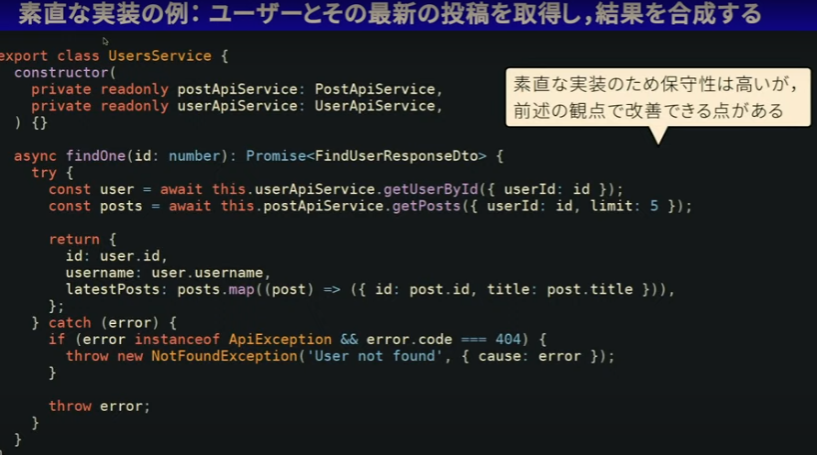 素直な実装の例: ユーザーとその最新の投稿を取得し,結果を合成する
export class UsersService {
constructor(
private readonly postApiService: PostApiService,
private readonly userApiService: UserApiService,
) {}
素直な実装のため保守性は高いが,
前述の観点で改善できる点がある
async findOne(id: number): Promise<FindUserResponseDto> {
try {
const user = await this.userApiService.getUserById({ userId: id });
const posts = await this.postApiService.getPosts({ userId: id, limit: 5 });
return {
id: user.id,
username: user.username,
latestPosts: posts.map((post) => ({ id: post.id, title: post.title })),
};
} catch (error) {
if (error instanceof ApiException && error.code === 404) {
throw new NotFoundException('User not found', { cause: error });
}
throw error;
}
}